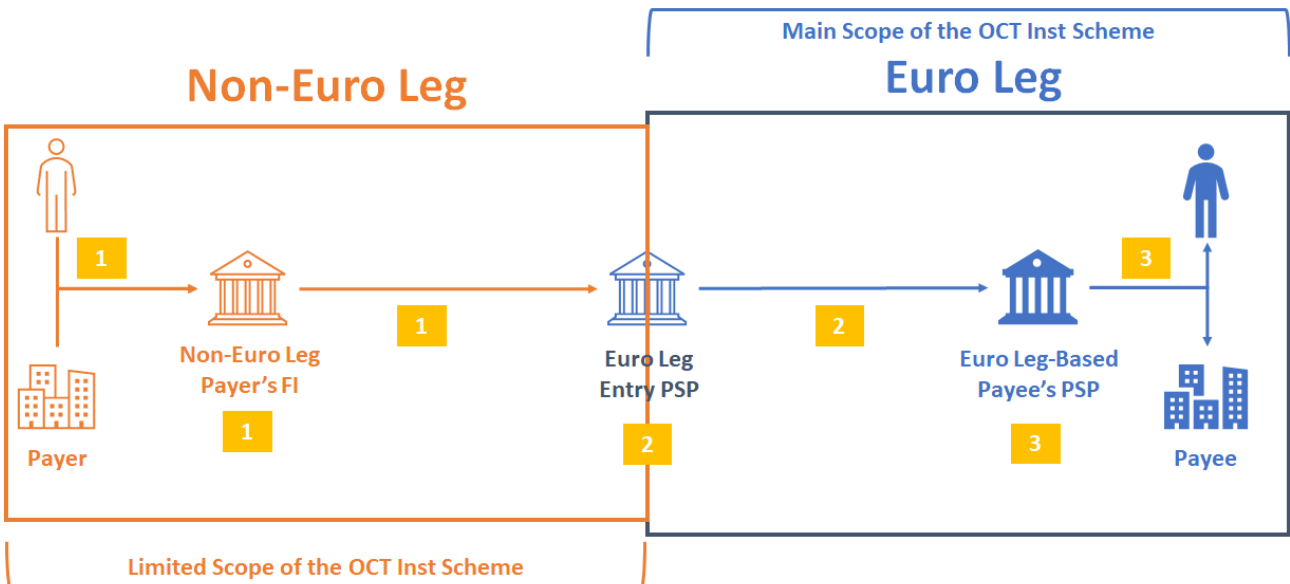 Main Scope of the OCT Inst Scheme
Non-Euro Leg
Euro Leg
1
3
1
2
Non-Euro Leg
Payer's FI
Euro Leg
Entry PSP
Euro Leg-Based
Payee's PSP
1
2
3
Payer
Payee
Limited Scope of the OCT Inst Scheme